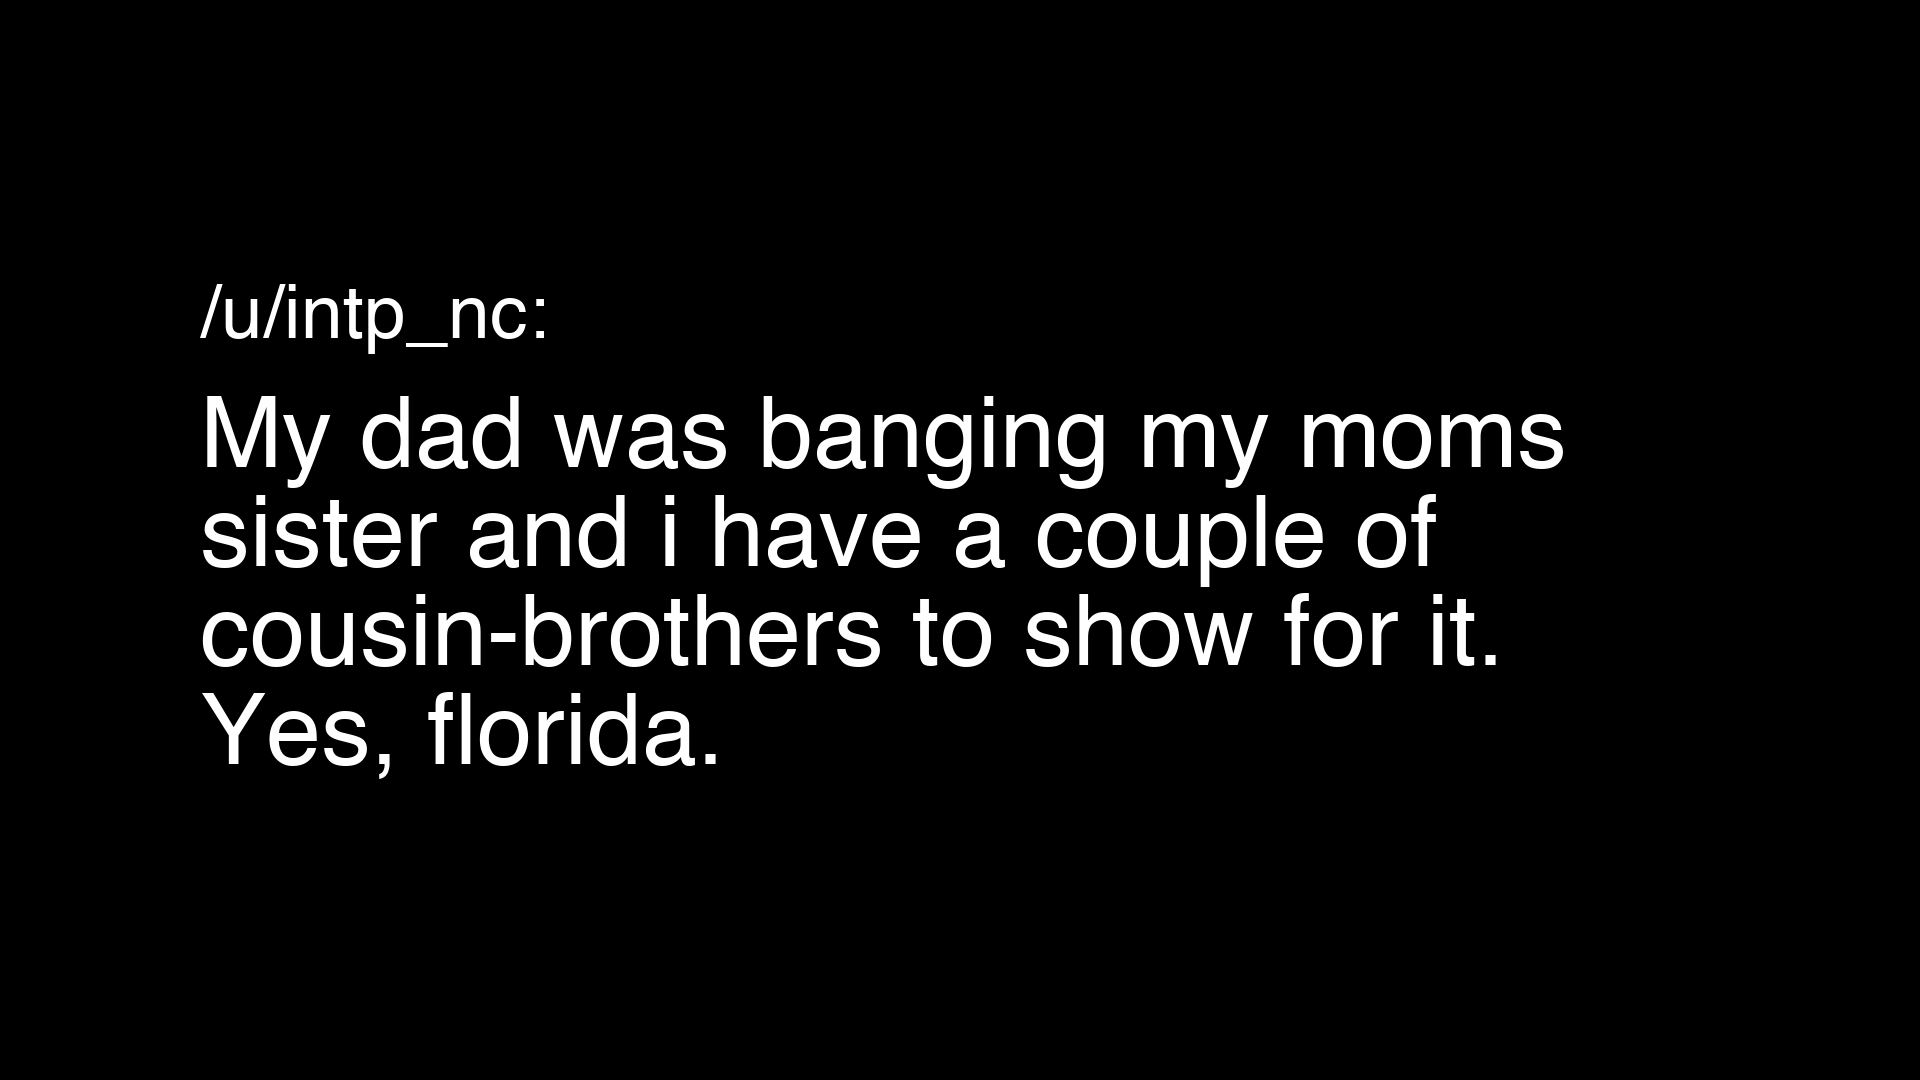 /u/intp_nc:
My dad was banging my moms
sister and i have a couple of
cousin-brothers to show for it.
Yes, florida.